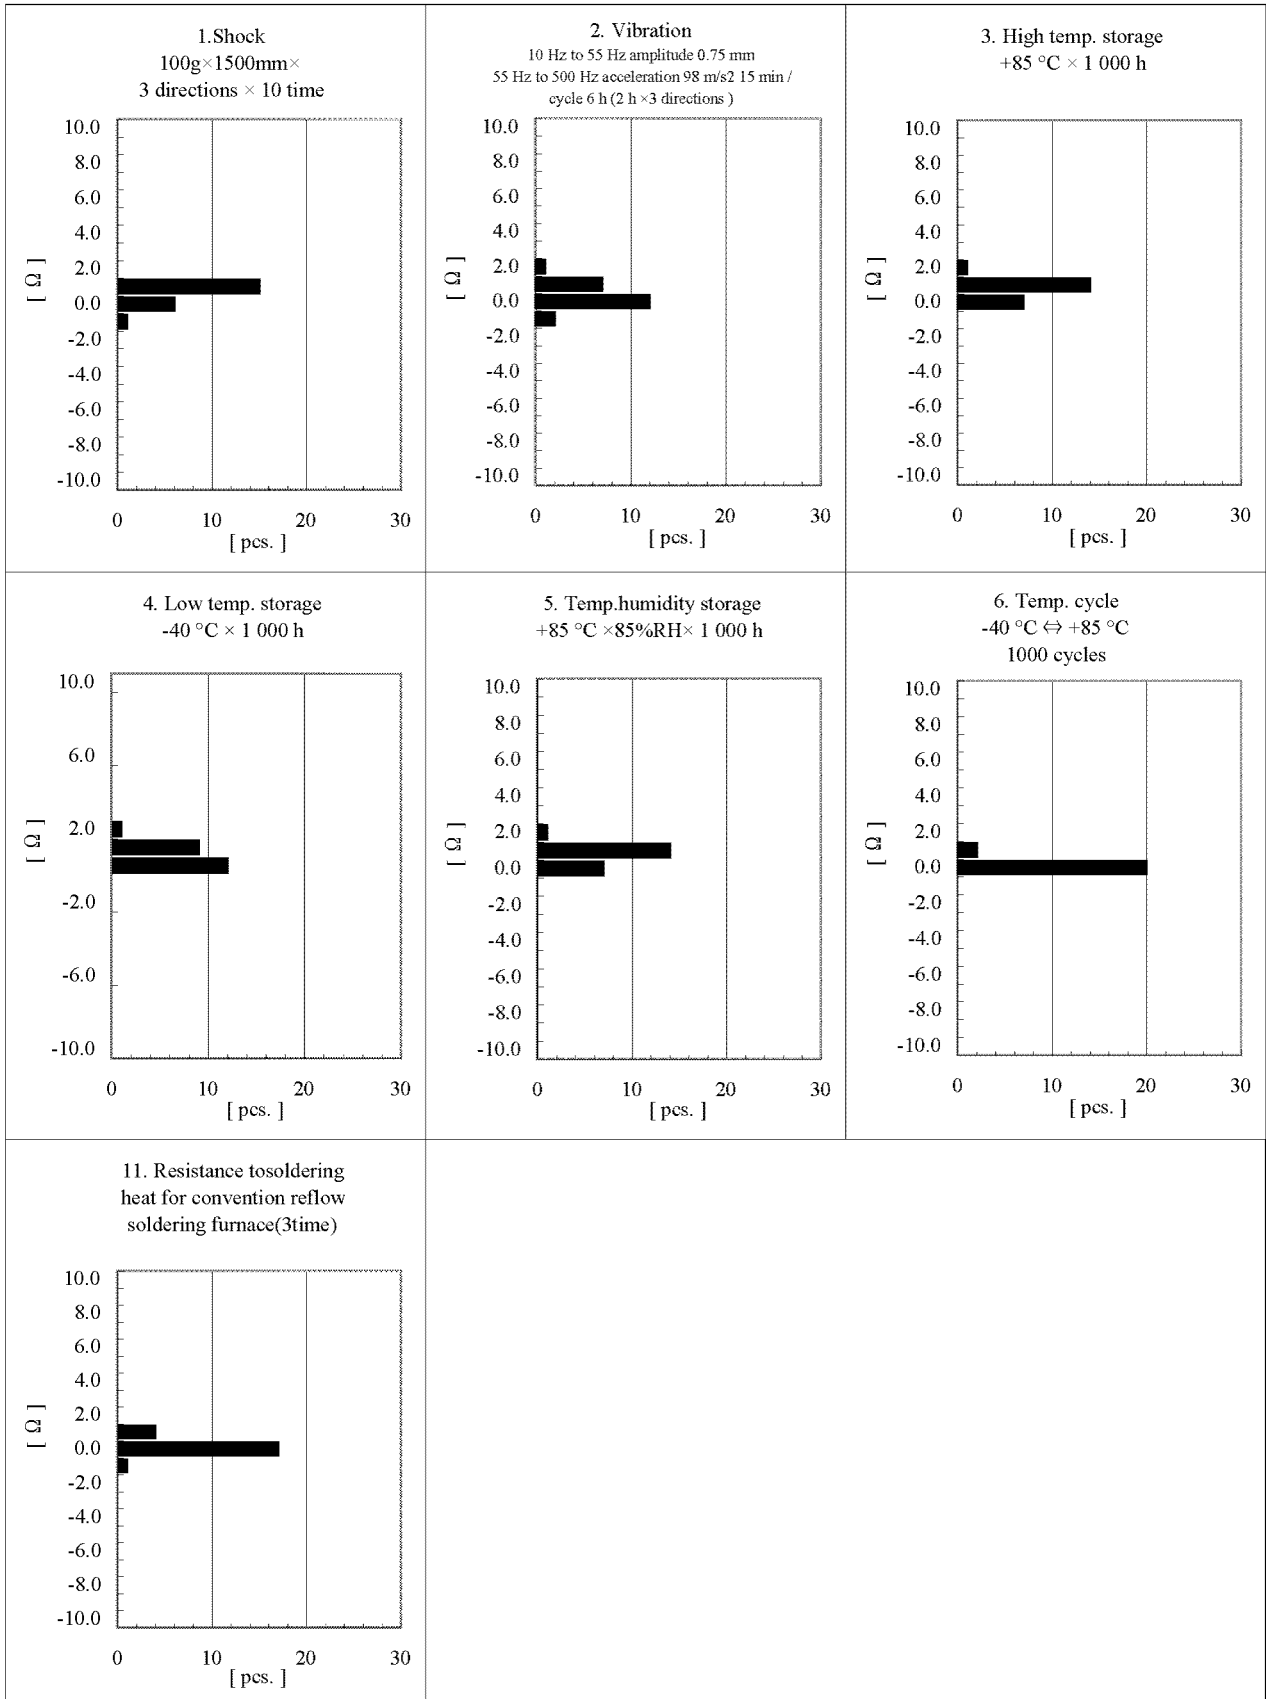 1.Shock
100g×1500mm×
3 directions × 10 time
10.0
8.0
6.0
4.0
2.0
0.0
-2.0
-4.0
-6.0
-8.0
-10.0
[ Ω ]
0 10 20 30
[ pcs. ]
2. Vibration
10 Hz to 55 Hz amplitude 0.75 mm
55 Hz to 500 Hz acceleration 98 m/s2 15 min /
cycle 6 h (2 h ×3 directions )
10.0
8.0
6.0
4.0
2.0
0.0
-2.0
-4.0
-6.0
-8.0
-10.0
[ Ω ]
0 10 20 30
[ pcs. ]
3. High temp. storage
+85 °C × 1 000 h
10.0
8.0
6.0
4.0
2.0
0.0
-2.0
-4.0
-6.0
-8.0
-10.0
[ Ω ]
0 10 20 30
[ pcs. ]
4. Low temp. storage
-40 °C × 1 000 h
10.0
6.0
2.0
-2.0
-6.0
-10.0
[ Ω ]
0 10 20 30
[ pcs. ]
5. Temp.humidity storage
+85 °C ×85%RH× 1 000 h
10.0
8.0
6.0
4.0
2.0
0.0
-2.0
-4.0
-6.0
-8.0
-10.0
[ Ω ]
0 10 20 30
[ pcs. ]
6. Temp. cycle
-40 °C ⇔ +85 °C
1000 cycles
10.0
8.0
6.0
4.0
2.0
0.0
-2.0
-4.0
-6.0
-8.0
-10.0
[ Ω ]
0 10 20 30
[ pcs. ]
11. Resistance tosoldering
heat for convention reflow
soldering furnace(3time)
10.0
8.0
6.0
4.0
2.0
0.0
-2.0
-4.0
-6.0
-8.0
-10.0
[ Ω ]
0 10 20 30
[ pcs. ]